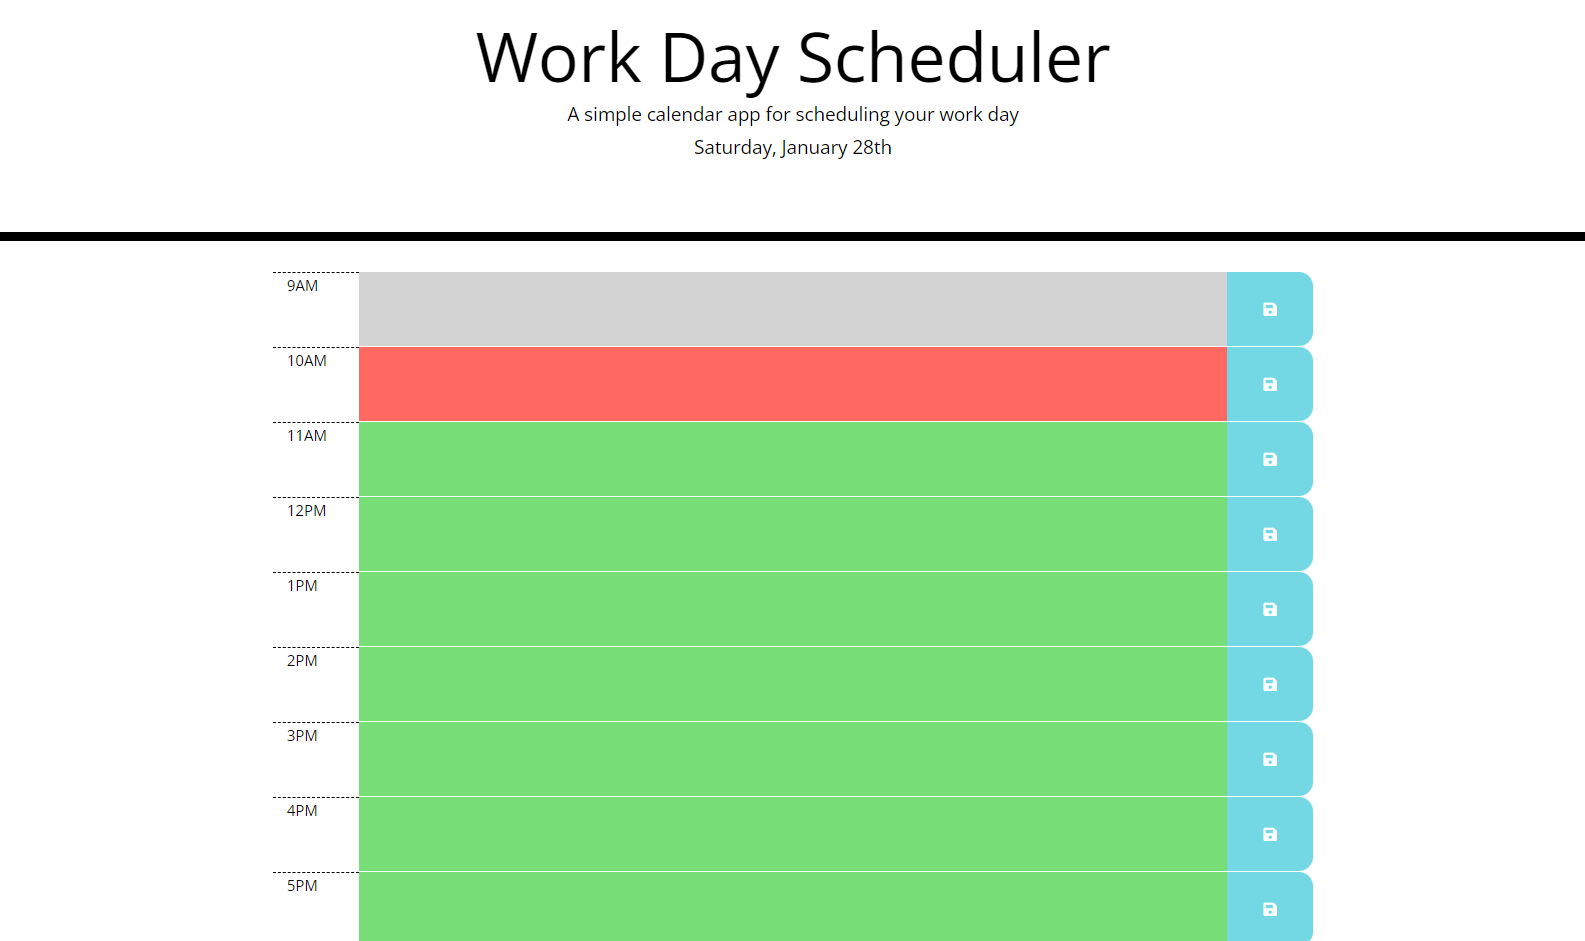 Work Day Scheduler
A simple calendar app for scheduling your work day
Saturday, January 28th
9AM
10AM
11AM
12PM
1PM
2PM
3PM
4PM
5PM